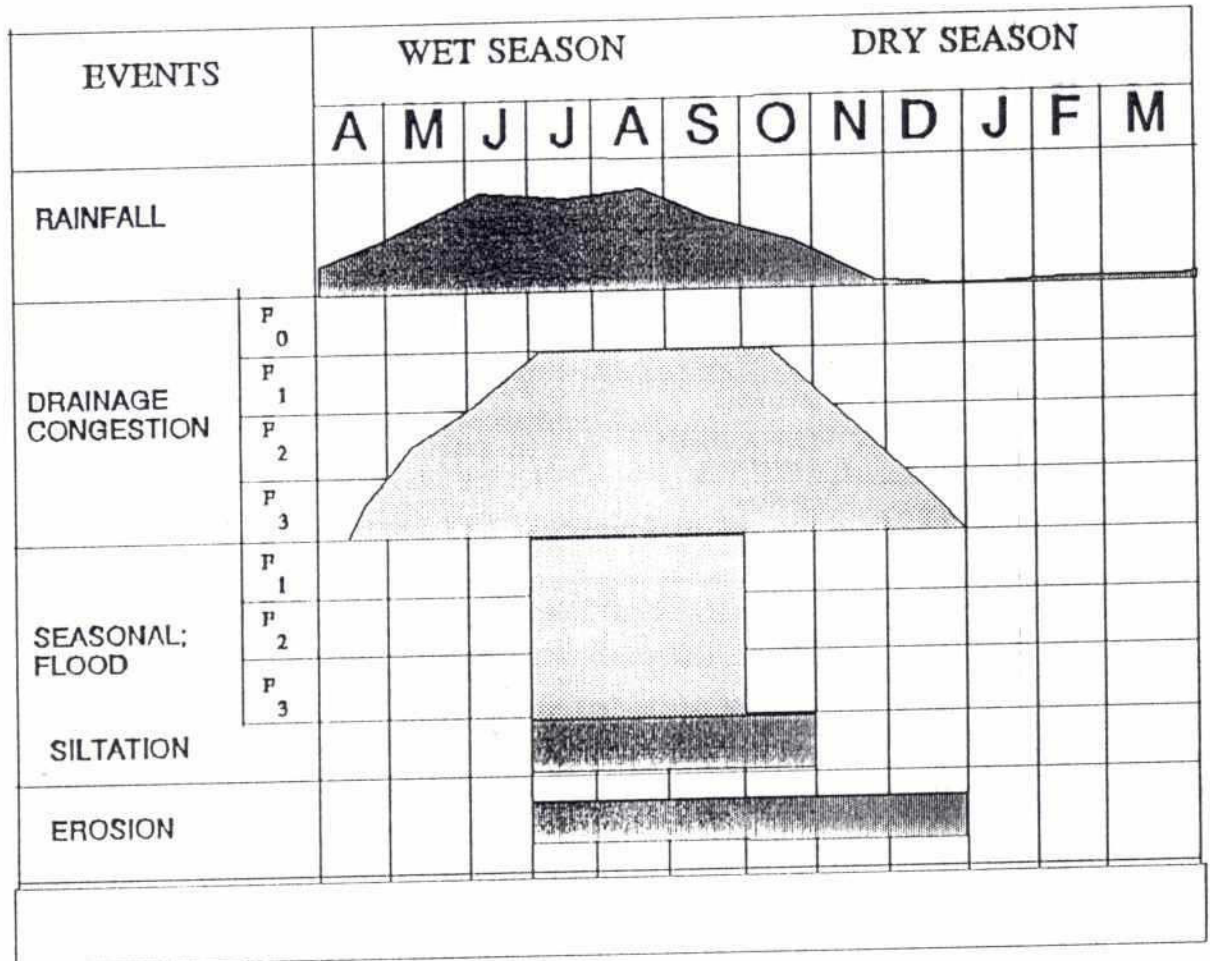 EVENTS
WET SEASON
DRY SEASON
A M J J A S O N D J F M
RAINFALL
DRAINAGE
CONGESTION
F0
F1
F2
F3
SEASONAL;
FLOOD
F1
F2
F3
SILTATION
EROSION